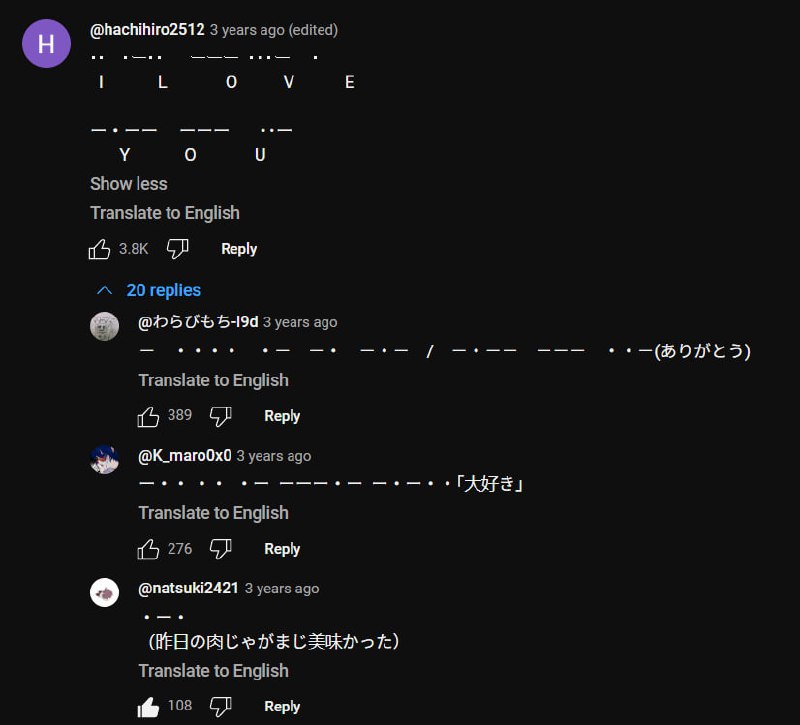 H
@hachihiro2512 3 years ago (edited)
・・ ・ー・・ ーーー ・・・ー ・
I L O V E
ー・ーー ーーー ・・ー
Y O U
Show less
Translate to English
3.8K Reply
20 replies
@わらびもち-l9d 3 years ago
ー ・・・・ ・ー ー・ ー・ー / ー・ーー ーーー ・・ー(ありがとう)
Translate to English
389 Reply
@K_maro0x0 3 years ago
ー・・ ・・ ・ー ーーー・ー ー・ー・・「大好き」
Translate to English
276 Reply
@natsuki2421 3 years ago
・ー・
（昨日の肉じゃがまじ美味かった）
Translate to English
108 Reply